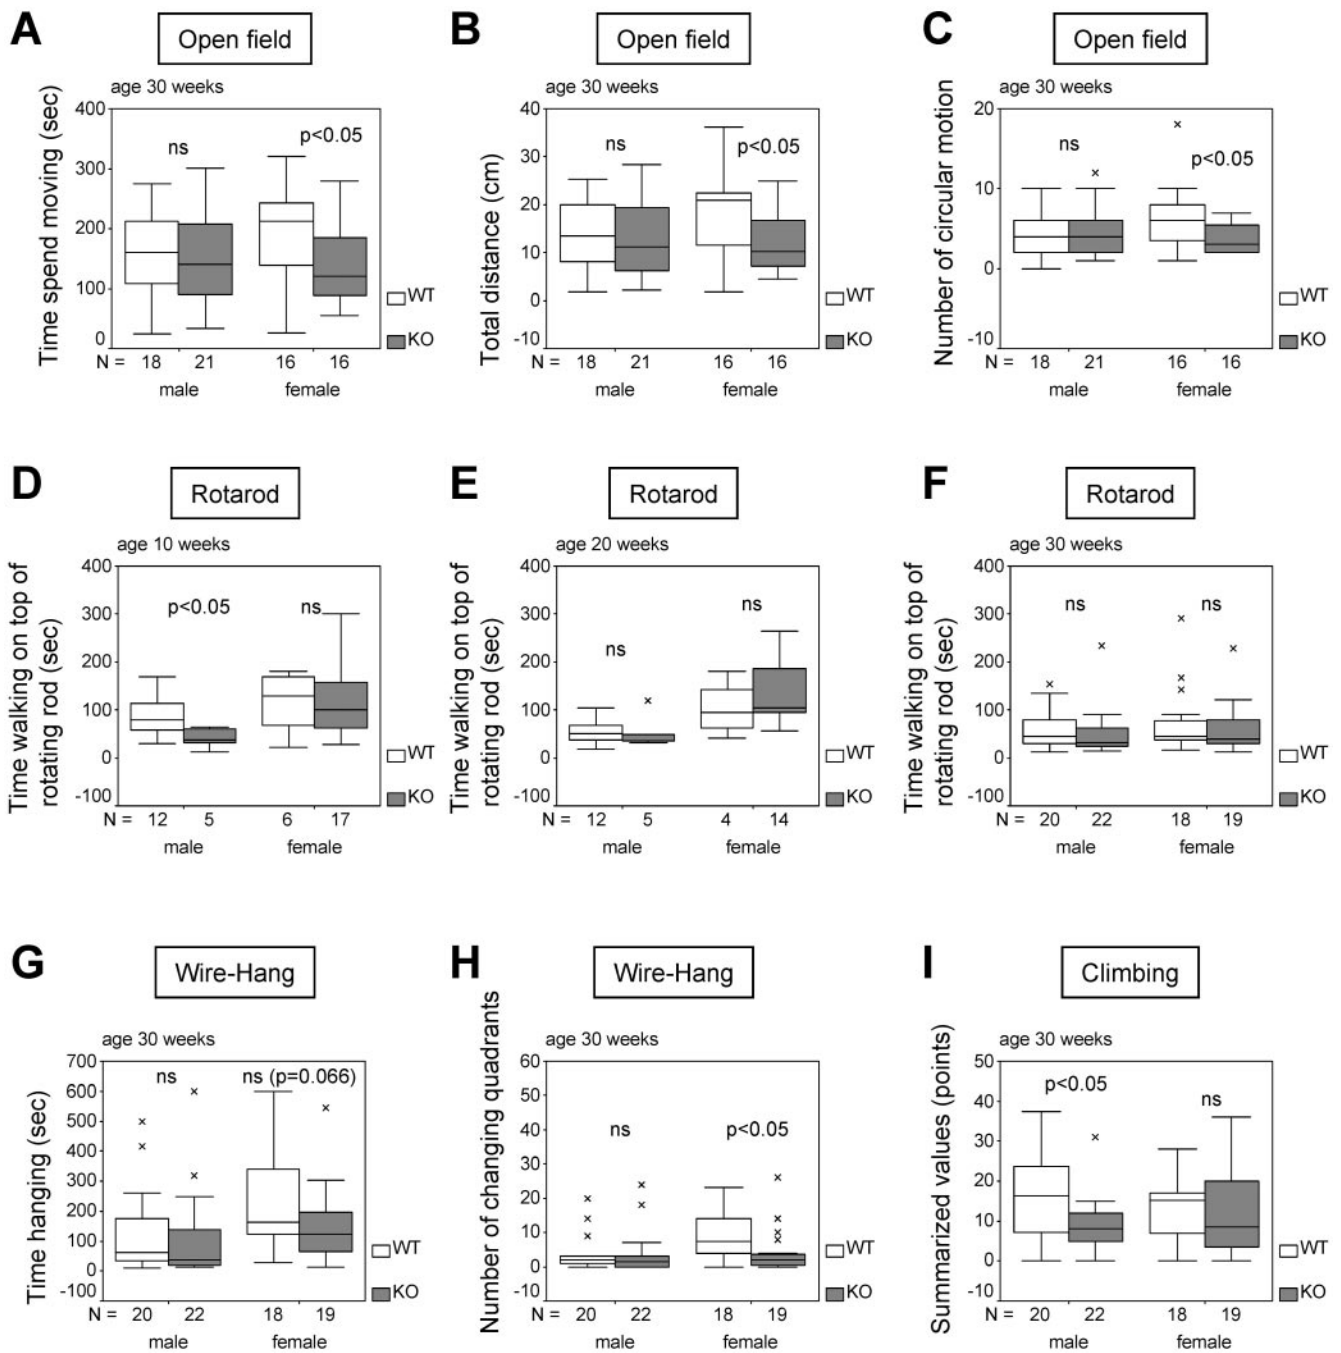 A
Open field
age 30 weeks
Time spend moving (sec)
400
300
200
100
0
ns
p<0.05
WT
KO
N = 18 21 16 16
male female
B
Open field
age 30 weeks
Total distance (cm)
40
30
20
10
0
-10
ns
p<0.05
WT
KO
N = 18 21 16 16
male female
C
Open field
age 30 weeks
Number of circular motion
20
10
0
-10
ns
p<0.05
WT
KO
N = 18 21 16 16
male female
D
Rotarod
age 10 weeks
Time walking on top of
rotating rod (sec)
400
300
200
100
0
-100
p<0.05
ns
WT
KO
N = 12 5 6 17
male female
E
Rotarod
age 20 weeks
Time walking on top of
rotating rod (sec)
400
300
200
100
0
-100
ns
ns
WT
KO
N = 12 5 4 14
male female
F
Rotarod
age 30 weeks
Time walking on top of
rotating rod (sec)
400
300
200
100
0
-100
ns
ns
WT
KO
N = 20 22 18 19
male female
G
Wire-Hang
age 30 weeks
Time hanging (sec)
700
600
500
400
300
200
100
0
-100
ns
ns (p=0.066)
WT
KO
N = 20 22 18 19
male female
H
Wire-Hang
age 30 weeks
Number of changing quadrants
60
50
40
30
20
10
0
-10
ns
p<0.05
WT
KO
N = 20 22 18 19
male female
I
Climbing
age 30 weeks
Summarized values (points)
50
40
30
20
10
0
-10
p<0.05
ns
WT
KO
N = 20 22 18 19
male female